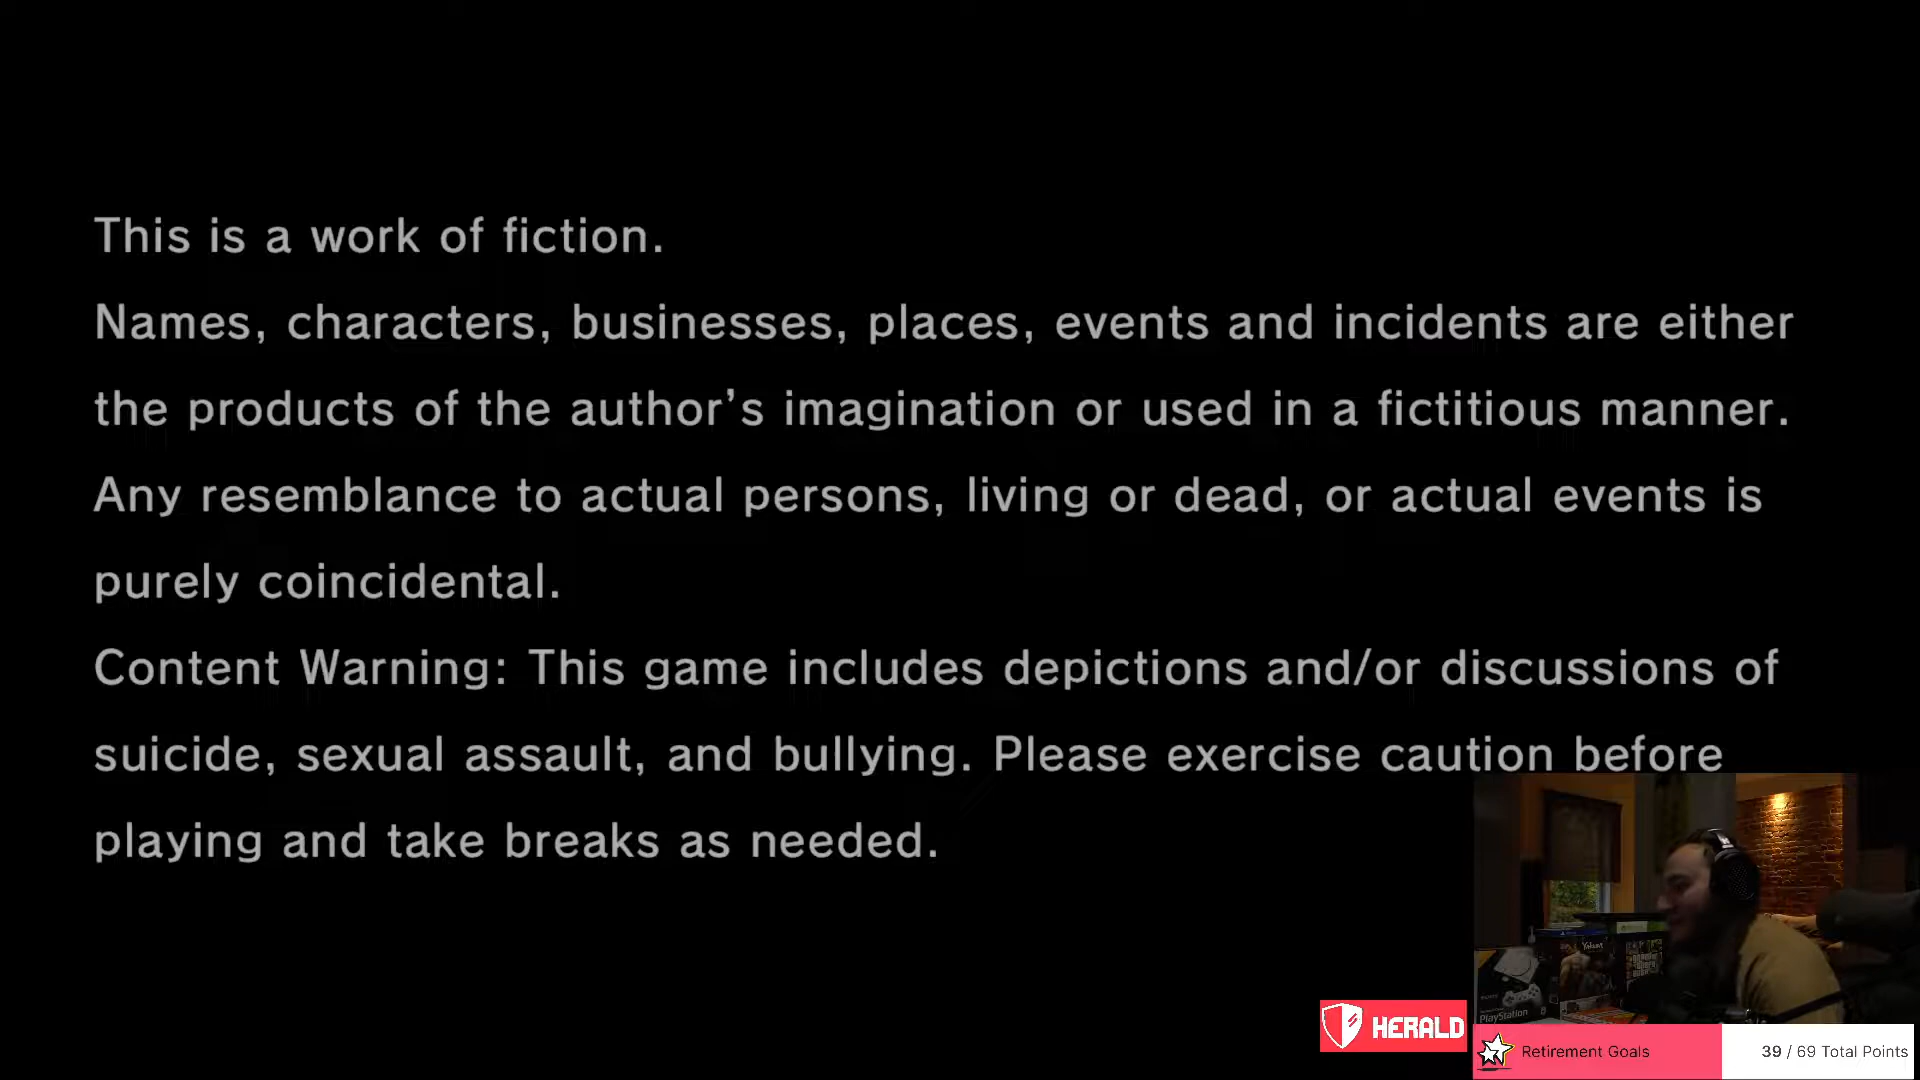 This is a work of fiction.
Names, characters, businesses, places, events and incidents are either
the products of the author’s imagination or used in a fictitious manner.
Any resemblance to actual persons, living or dead, or actual events is
purely coincidental.
Content Warning: This game includes depictions and/or discussions of
suicide, sexual assault, and bullying. Please exercise caution before
playing and take breaks as needed.
PlayStation
HERALD
Retirement Goals
39 / 69 Total Points